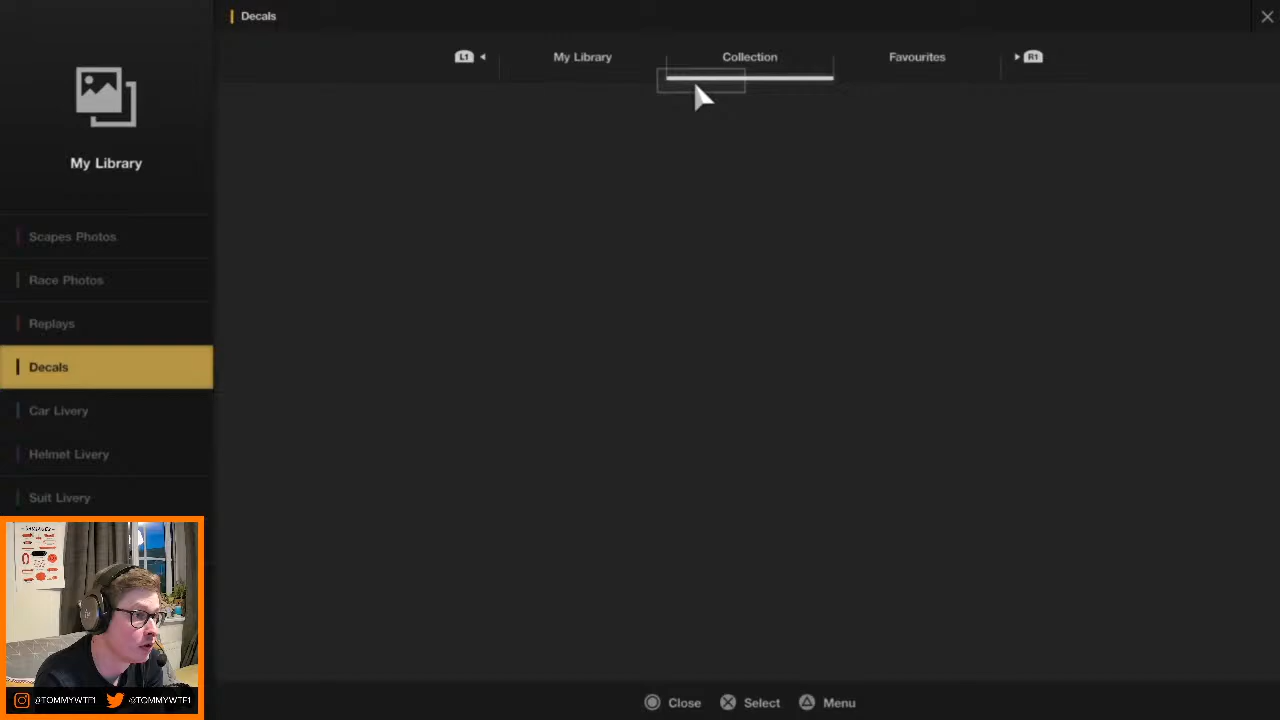 Decals
L1
My Library
Collection
Favourites
R1
My Library
Scapes Photos
Race Photos
Replays
Decals
Car Livery
Helmet Livery
Suit Livery
@TOMMYWTF1
@TOMMYWTF1
Close
Select
Menu